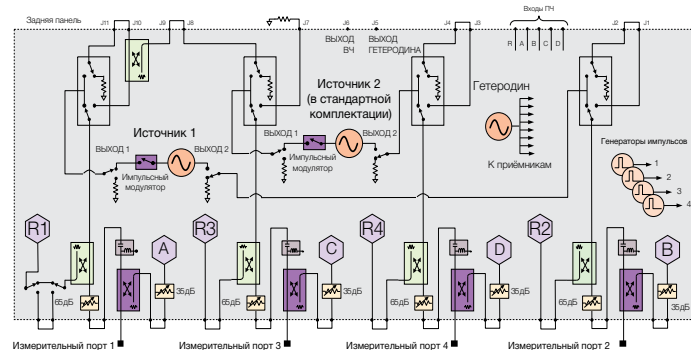 Задняя панель
J11 J10 J9 J8 J7 J6 J5 J4 J3 Входы ПЧ J2 J1
R A B C D
ВЫХОД ВЧ
ВЫХОД ГЕТЕРОДИНА
Источник 1
Источник 2
(в стандартной
комплектации)
Гетеродин
К приёмникам
Генераторы импульсов
1
2
3
4
ВЫХОД 1
Импульсный
модулятор
ВЫХОД 2
ВЫХОД 1
Импульсный
модулятор
ВЫХОД 2
R1 A R3 C R4 D R2 B
65дБ 35дБ 65дБ 35дБ 65дБ 35дБ 65дБ 35дБ
Измерительный порт 1 Измерительный порт 3 Измерительный порт 4 Измерительный порт 2